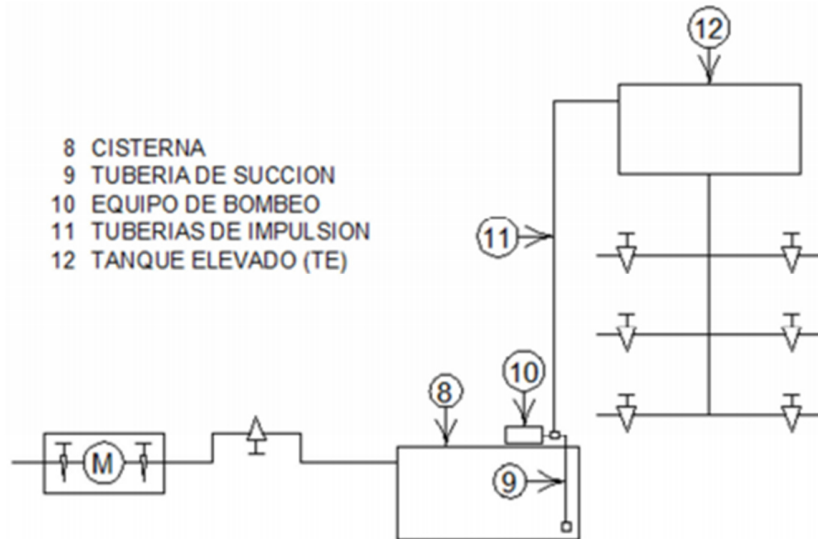 12
8 CISTERNA
9 TUBERIA DE SUCCION
10 EQUIPO DE BOMBEO
11 TUBERIAS DE IMPULSION
12 TANQUE ELEVADO (TE)
11
10
8
M
9